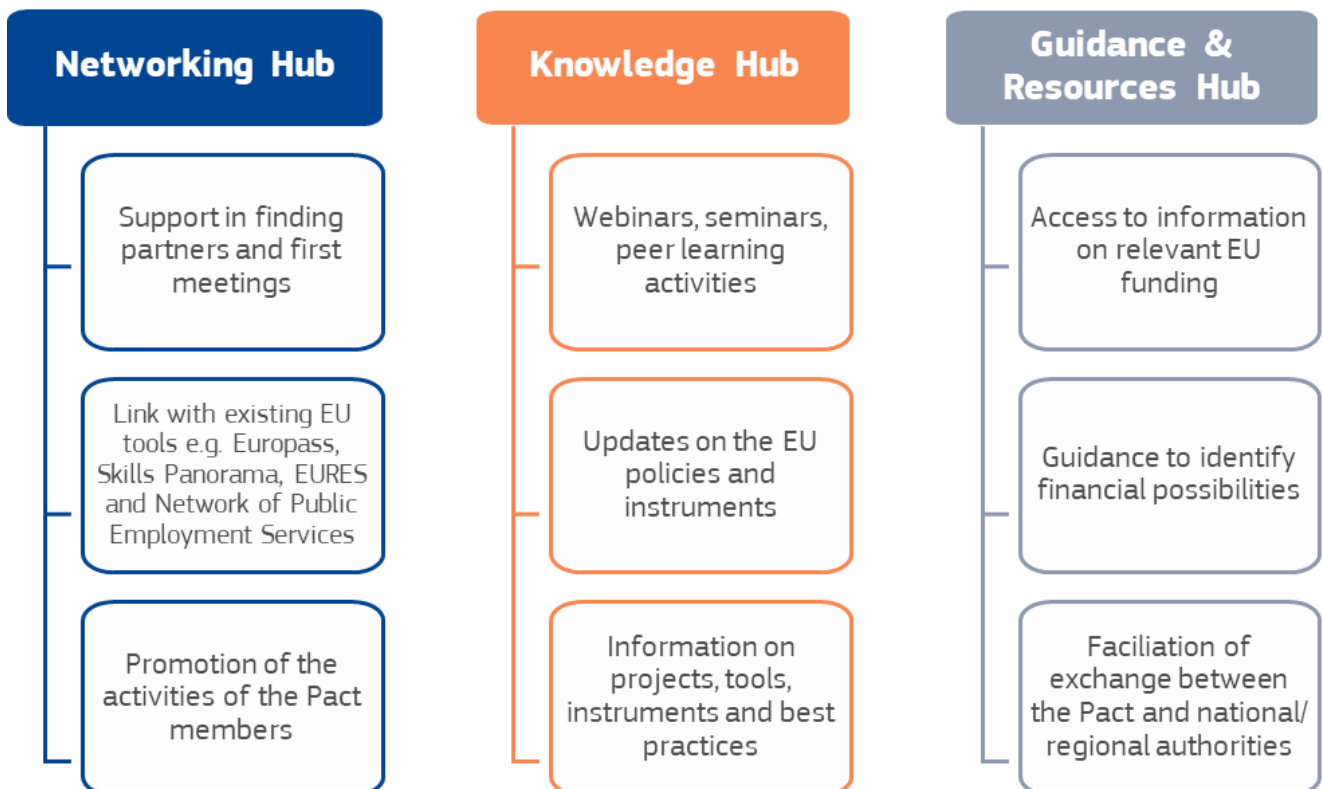 Networking Hub
Support in finding
partners and first
meetings
Link with existing EU
tools e.g. Europass,
Skills Panorama, EURES
and Network of Public
Employment Services
Promotion of the
activities of the Pact
members
Knowledge Hub
Webinars, seminars,
peer learning
activities
Updates on the EU
policies and
instruments
Information on
projects, tools,
instruments and best
practices
Guidance &
Resources Hub
Access to information
on relevant EU
funding
Guidance to identify
financial possibilities
Faciliation of
exchange between
the Pact and national/
regional authorities